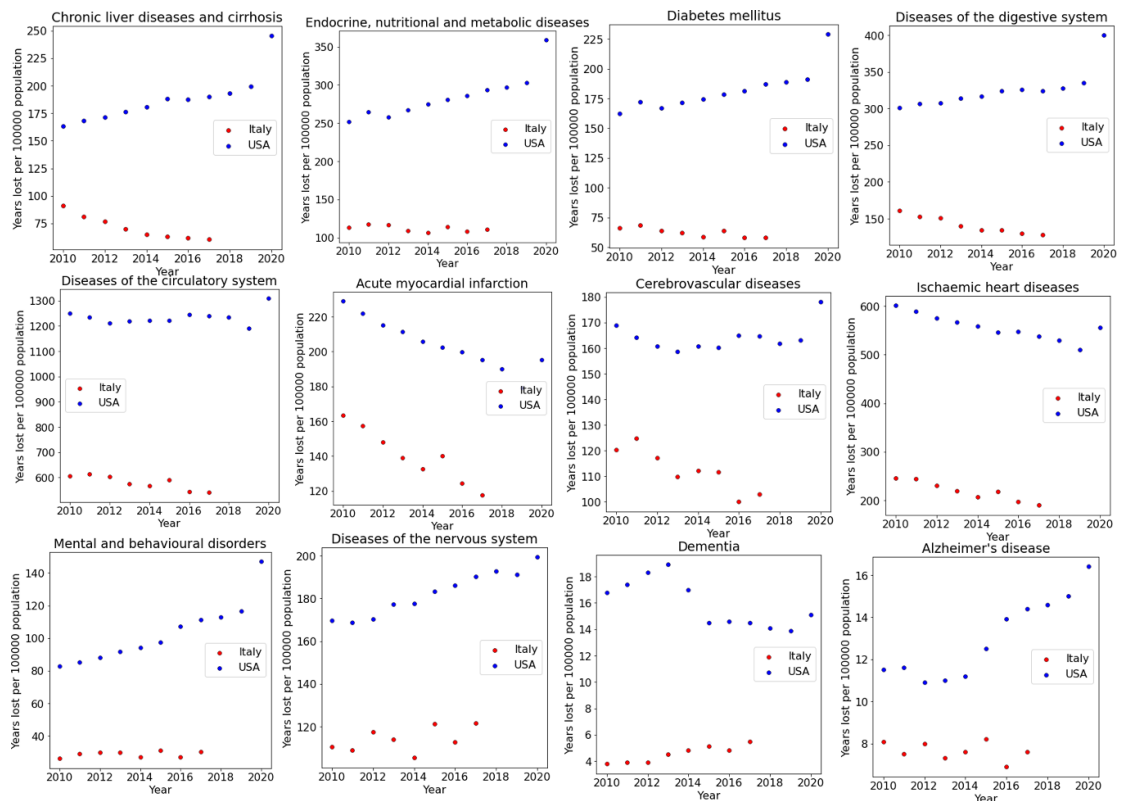 Chronic liver diseases and cirrhosis
Years lost per 100000 population
250
225
200
175
150
125
100
75
Italy
USA
2010 2012 2014 2016 2018 2020
Year
Endocrine, nutritional and metabolic diseases
Years lost per 100000 population
350
300
250
200
150
100
Italy
USA
2010 2012 2014 2016 2018 2020
Year
Diabetes mellitus
Years lost per 100000 population
225
200
175
150
125
100
75
50
Italy
USA
2010 2012 2014 2016 2018 2020
Year
Diseases of the digestive system
Years lost per 100000 population
400
350
300
250
200
150
Italy
USA
2010 2012 2014 2016 2018 2020
Year
Diseases of the circulatory system
Years lost per 100000 population
1300
1200
1100
1000
900
800
700
600
Italy
USA
2010 2012 2014 2016 2018 2020
Year
Acute myocardial infarction
Years lost per 100000 population
220
200
180
160
140
120
Italy
USA
2010 2012 2014 2016 2018 2020
Year
Cerebrovascular diseases
Years lost per 100000 population
180
170
160
150
140
130
120
110
100
Italy
USA
2010 2012 2014 2016 2018 2020
Year
Ischaemic heart diseases
Years lost per 100000 population
600
500
400
300
200
Italy
USA
2010 2012 2014 2016 2018 2020
Year
Mental and behavioural disorders
Years lost per 100000 population
140
120
100
80
60
40
Italy
USA
2010 2012 2014 2016 2018 2020
Year
Diseases of the nervous system
Years lost per 100000 population
200
180
160
140
120
Italy
USA
2010 2012 2014 2016 2018 2020
Year
Dementia
Years lost per 100000 population
18
16
14
12
10
8
6
4
Italy
USA
2010 2012 2014 2016 2018 2020
Year
Alzheimer's disease
Years lost per 100000 population
16
14
12
10
8
Italy
USA
2010 2012 2014 2016 2018 2020
Year